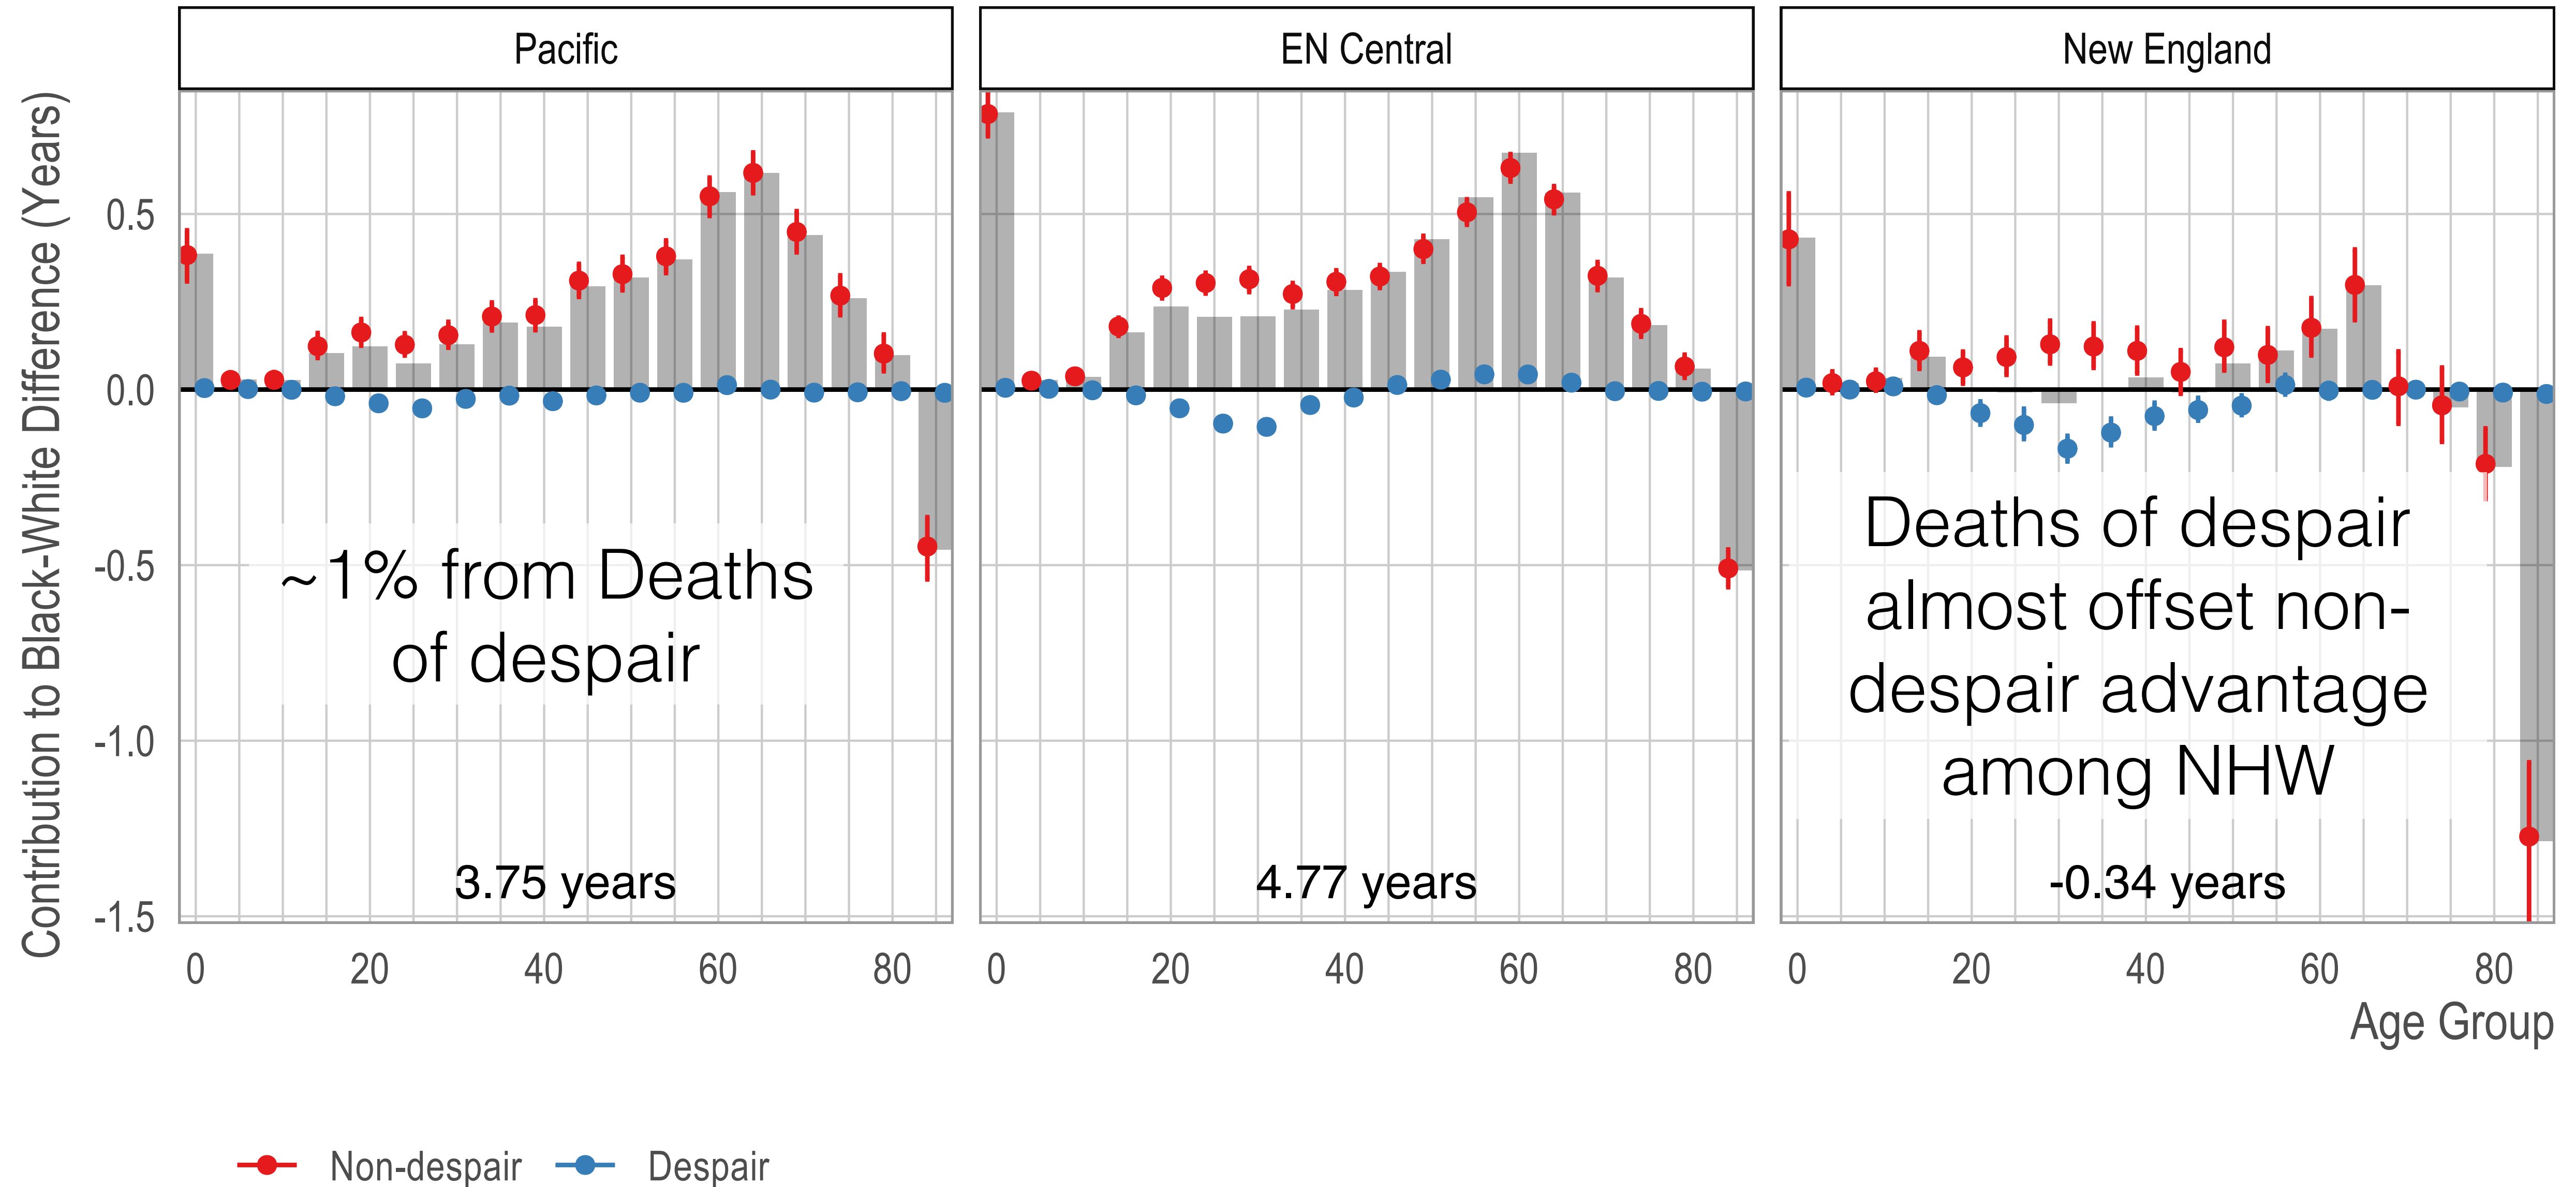 Pacific
EN Central
New England
Contribution to Black-White Difference (Years)
0.5
0.0
-0.5
-1.0
-1.5
~1% from Deaths
of despair
3.75 years
4.77 years
Deaths of despair
almost offset non-
despair advantage
among NHW
-0.34 years
0 20 40 60 80
0 20 40 60 80
0 20 40 60 80
Age Group
Non-despair Despair